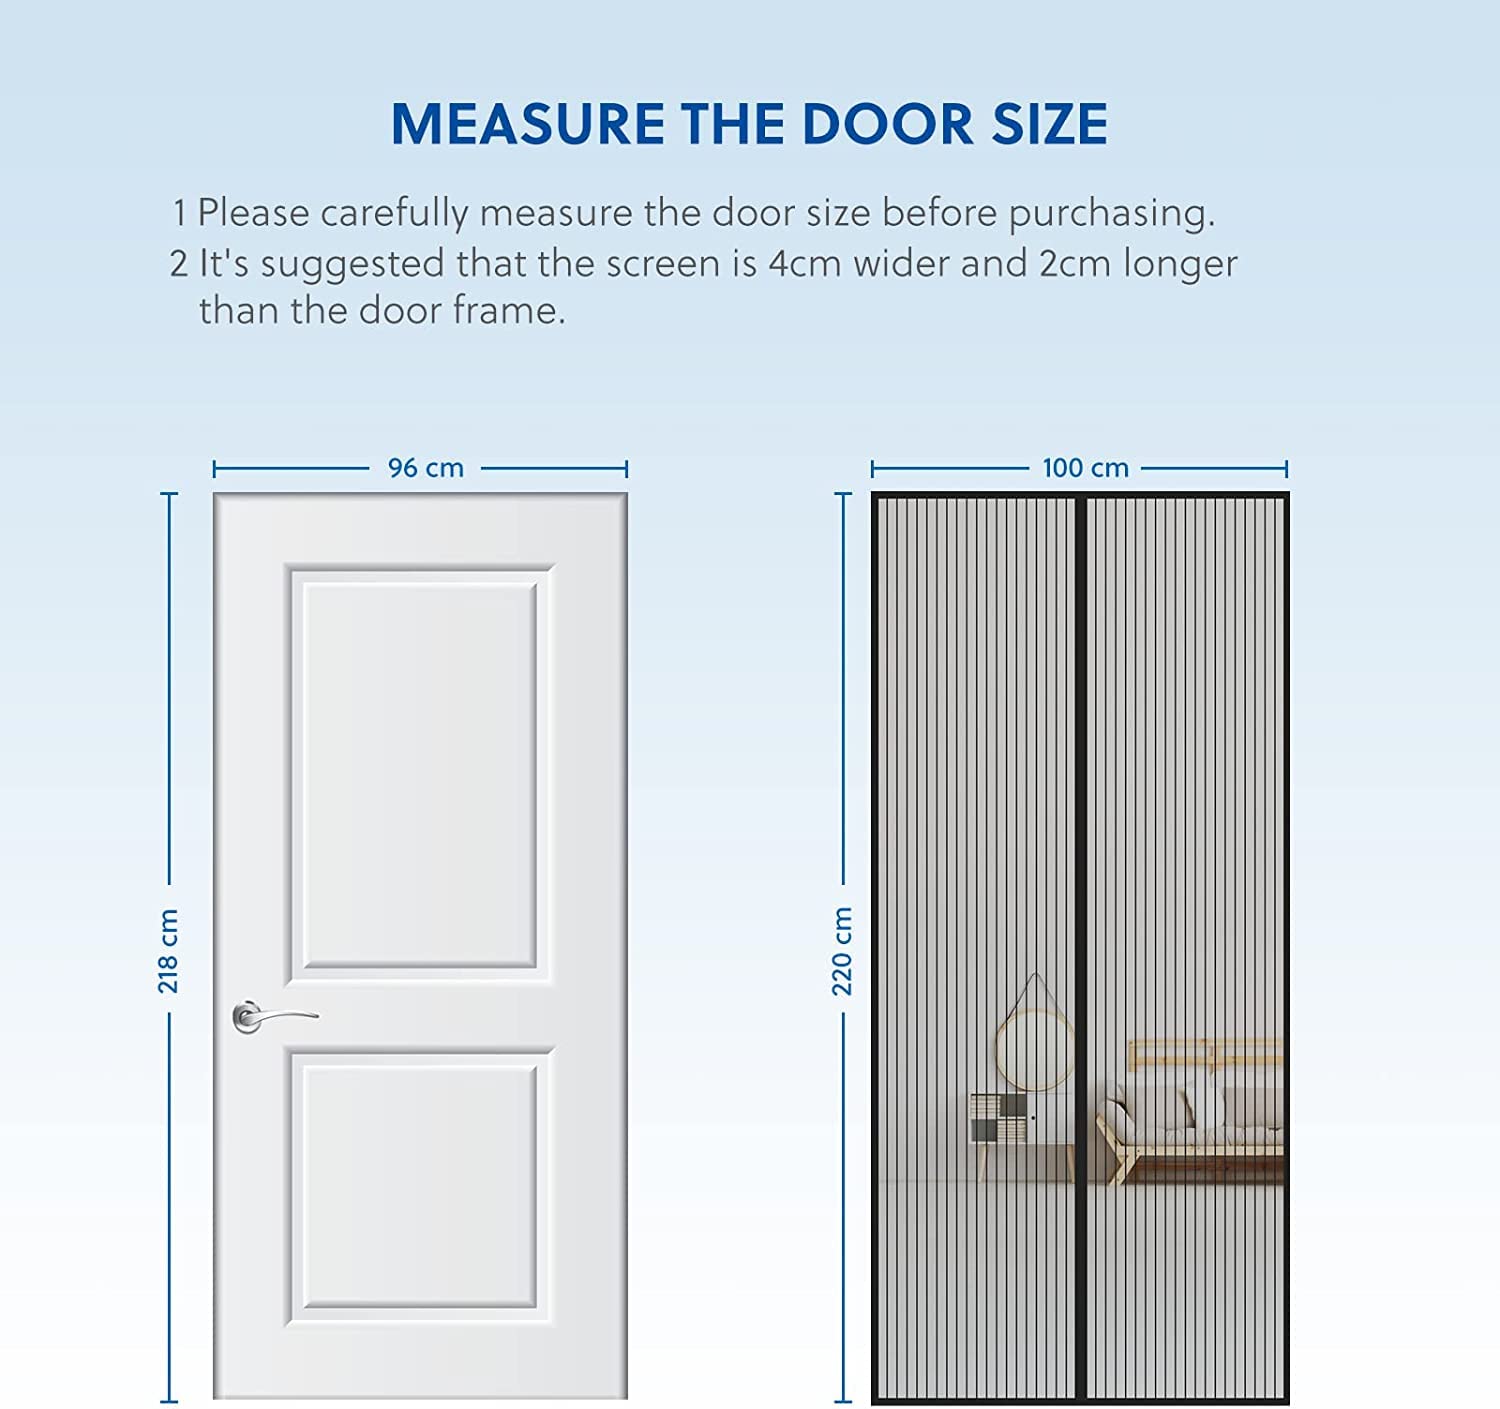 MEASURE THE DOOR SIZE
1 Please carefully measure the door size before purchasing.
2 It's suggested that the screen is 4cm wider and 2cm longer
than the door frame.
96 cm
100 cm
218 cm
220 cm